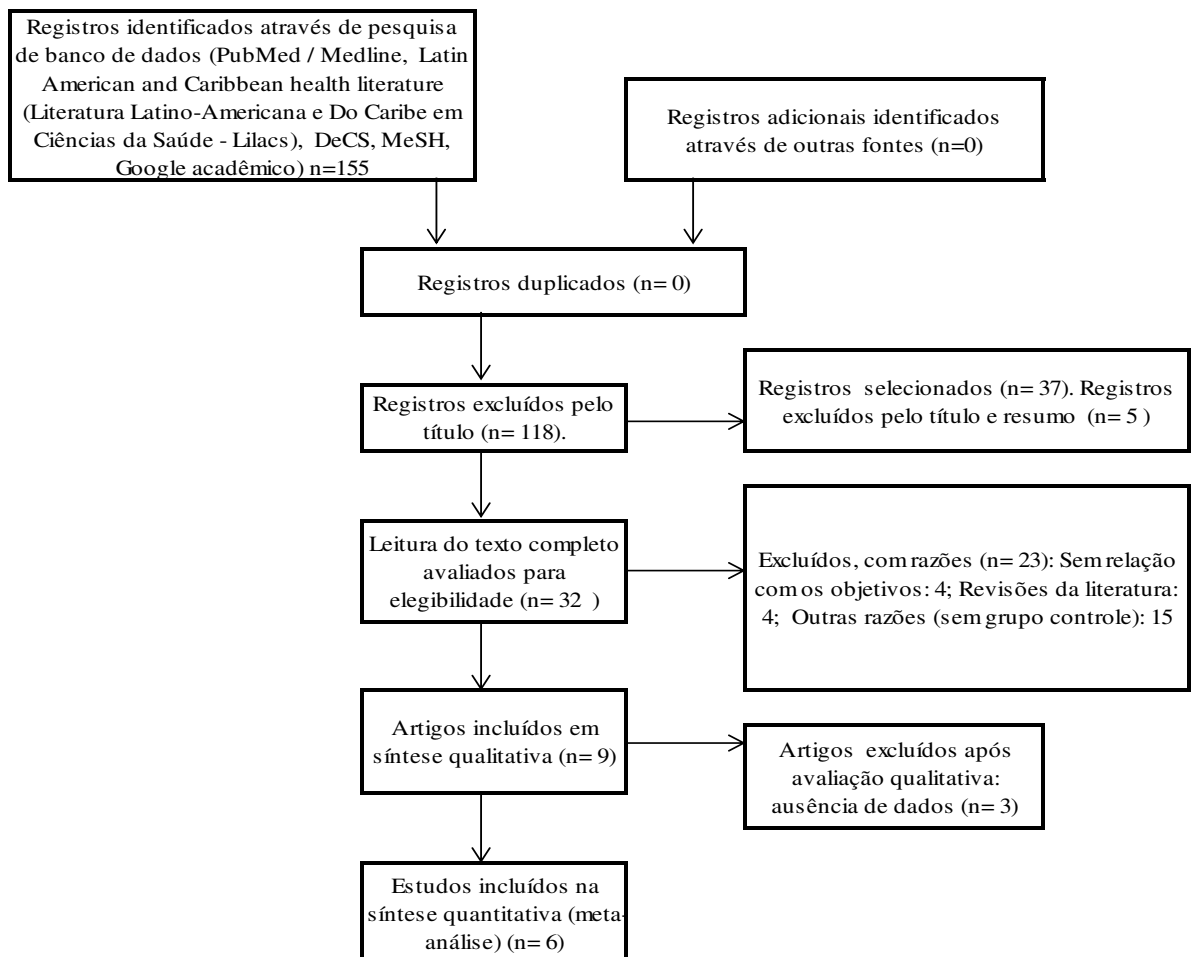 Registros identificados através de pesquisa
de banco de dados (PubMed / Medline, Latin
American and Caribbean health literature
(Literatura Latino-Americana e Do Caribe em
Ciências da Saúde - Lilacs), DeCS, MeSH,
Google acadêmico) n=155
Registros adicionais identificados
através de outras fontes (n=0)
Registros duplicados (n= 0)
Registros excluídos pelo
título (n= 118).
Registros selecionados (n= 37). Registros
excluídos pelo título e resumo (n= 5 )
Leitura do texto completo
avaliados para
elegibilidade (n= 32 )
Excluídos, com razões (n= 23): Sem relação
com os objetivos: 4; Revisões da literatura:
4; Outras razões (sem grupo controle): 15
Artigos incluídos em
síntese qualitativa (n= 9)
Artigos excluídos após
avaliação qualitativa:
ausência de dados (n= 3)
Estudos incluídos na
síntese quantitativa (meta-
análise) (n= 6)